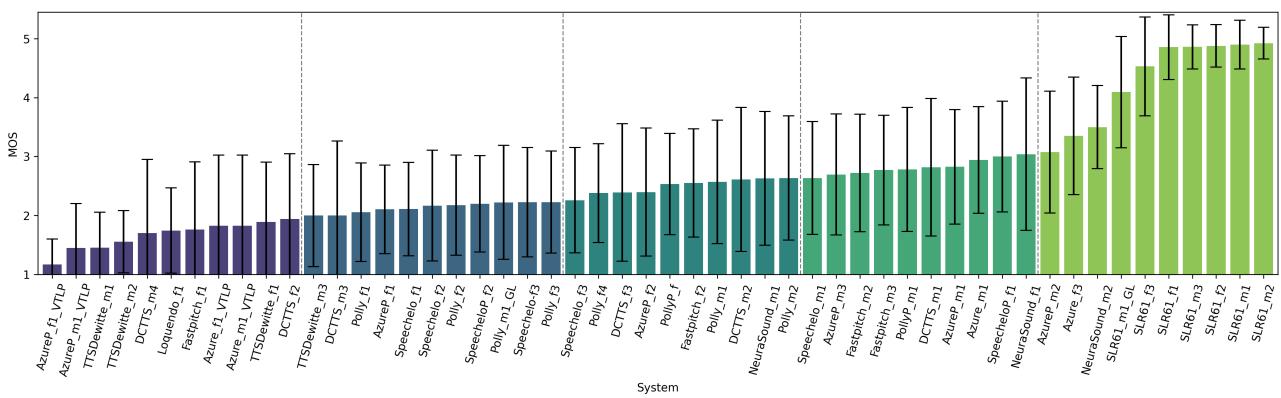 5
4
3
2
1
MOS
AzureP_f1_VTLP
AzureP_m1_VTLP
TTSDewitte_m1
TTSDewitte_m2
DCTTS_m4
Loquendo_f1
Fastpitch_f1
Azure_f1_VTLP
Azure_m1_VTLP
TTSDewitte_f1
DCTTS_f2
TTSDewitte_m3
DCTTS_m3
Polly_f1
AzureP_f1
Speechelo_f1
Speechelo_f2
Polly_f2
SpeecheloP_f2
Polly_m1_GL
Speechelo-f3
Polly_f3
Speechelo_f3
Polly_f4
DCTTS_f3
AzureP_f2
PollyP_f
Fastpitch_f2
Polly_m1
DCTTS_m2
NeuraSound_m1
Polly_m2
Speechelo_m1
AzureP_m3
Fastpitch_m2
Fastpitch_m3
PollyP_m1
DCTTS_m1
AzureP_m1
Azure_m1
SpeecheloP_f1
NeuraSound_f1
AzureP_m2
Azure_f3
NeuraSound_m2
SLR61_m1_GL
SLR61_f3
SLR61_f1
SLR61_m3
SLR61_f2
SLR61_m1
SLR61_m2
System